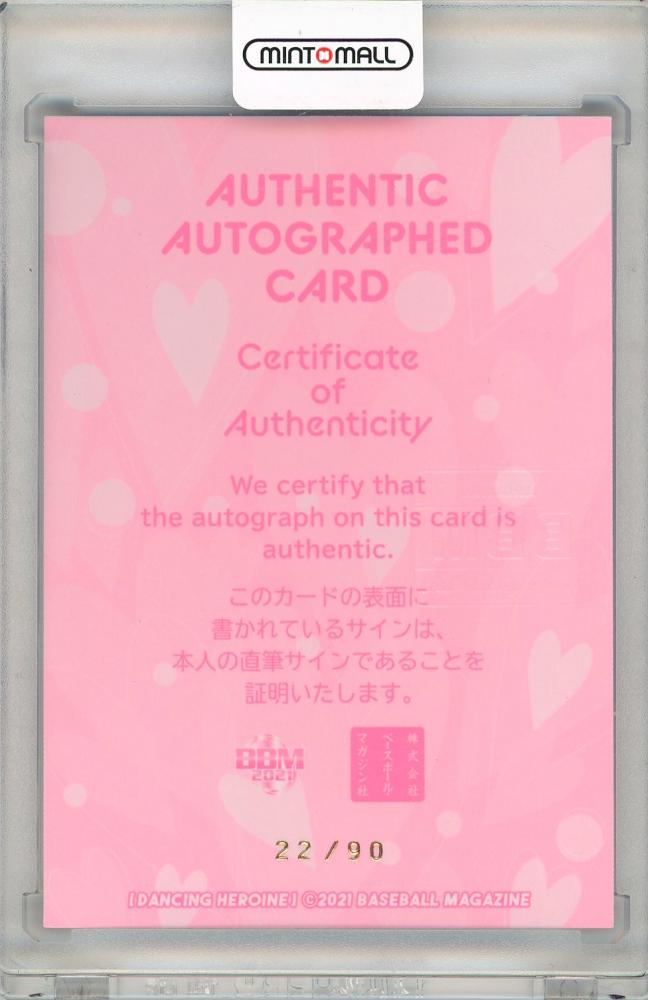 MINT MALL
AUTHENTIC
AUTOGRAPHED
CARD
Certificate
of
Authenticity
We certify that
the autograph on this card is
authentic.
このカードの表面に
書かれているサインは、
本人の直筆サインであることを
証明いたします。
BBM
2021
株式会社
ベースボール
マガジン社
22/90
[DANCING HEROINE] ©2021 BASEBALL MAGAZINE